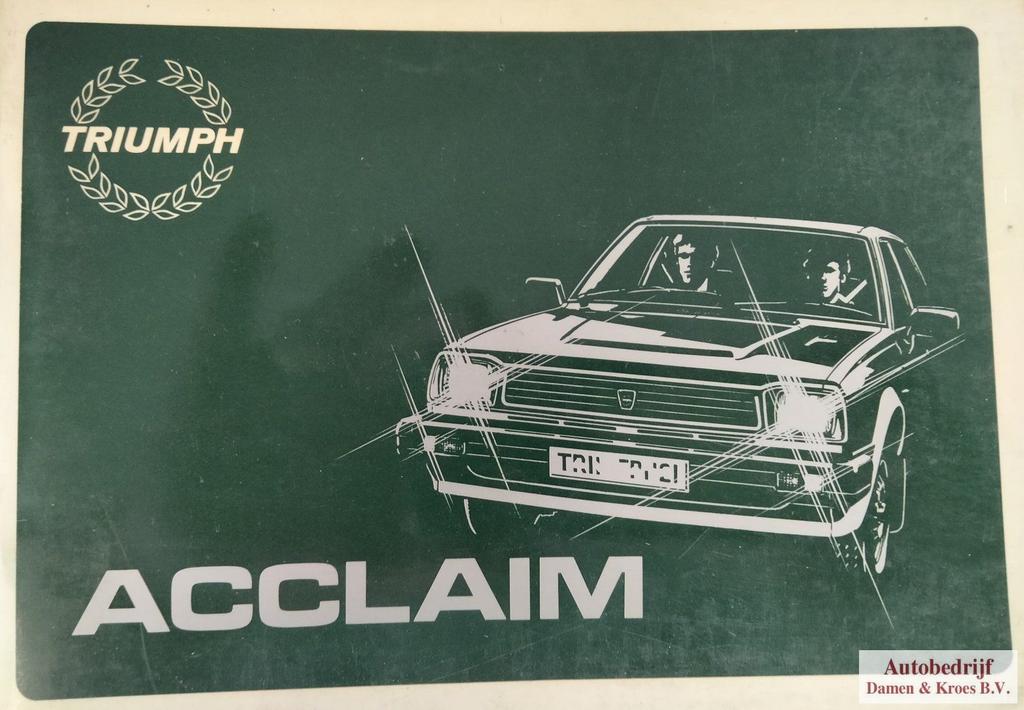 TRIUMPH
ACCLAIM
Autobedrijf
Damen & Kroes B.V.